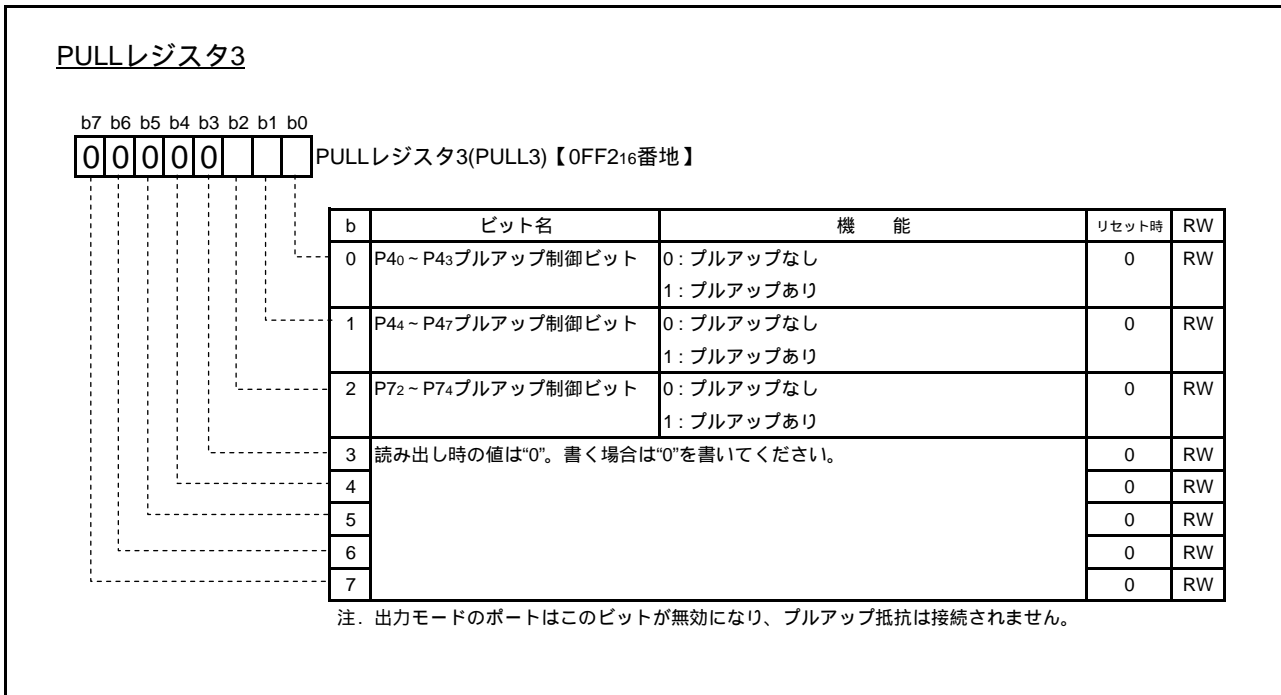 PULLレジスタ3
b7 b6 b5 b4 b3 b2 b1 b0
0 0 0 0 0
PULLレジスタ3(PULL3)【0FF216番地】
b ビット名 機 能 リセット時 RW
0 P40~P43プルアップ制御ビット 0:プルアップなし 0 RW
1:プルアップあり
1 P44~P47プルアップ制御ビット 0:プルアップなし 0 RW
1:プルアップあり
2 P72~P74プルアップ制御ビット 0:プルアップなし 0 RW
1:プルアップあり
3 読み出し時の値は“0”。書く場合は“0”を書いてください。 0 RW
4 0 RW
5 0 RW
6 0 RW
7 0 RW
注.出力モードのポートはこのビットが無効になり、プルアップ抵抗は接続されません。